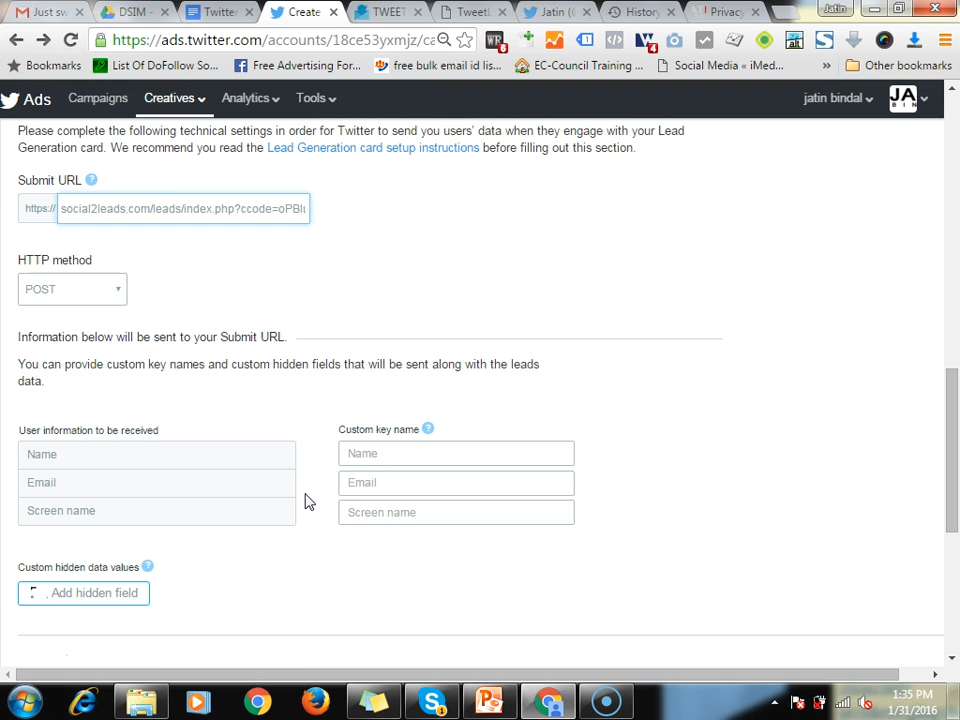 Just sw
DSIM -
Twitter
Create
TWEET
TweetL
Jatin ((
History
Privacy
Jatin
https://ads.twitter.com/accounts/18ce53yxmjz/ca
Bookmarks
List Of DoFollow So...
Free Advertising For...
free bulk email id lis...
EC-Council Training ...
Social Media « iMed...
»
Other bookmarks
Ads
Campaigns
Creatives
Analytics
Tools
jatin bindal
JA
BIN
Please complete the following technical settings in order for Twitter to send you users' data when they engage with your Lead
Generation card. We recommend you read the Lead Generation card setup instructions before filling out this section.
Submit URL ?
https:// social2leads.com/leads/index.php?ccode=oPBlu
HTTP method
POST
Information below will be sent to your Submit URL.
You can provide custom key names and custom hidden fields that will be sent along with the leads
data.
User information to be received
Custom key name ?
Name
Name
Email
Email
Screen name
Screen name
Custom hidden data values ?
Add hidden field
1:35 PM
1/31/2016